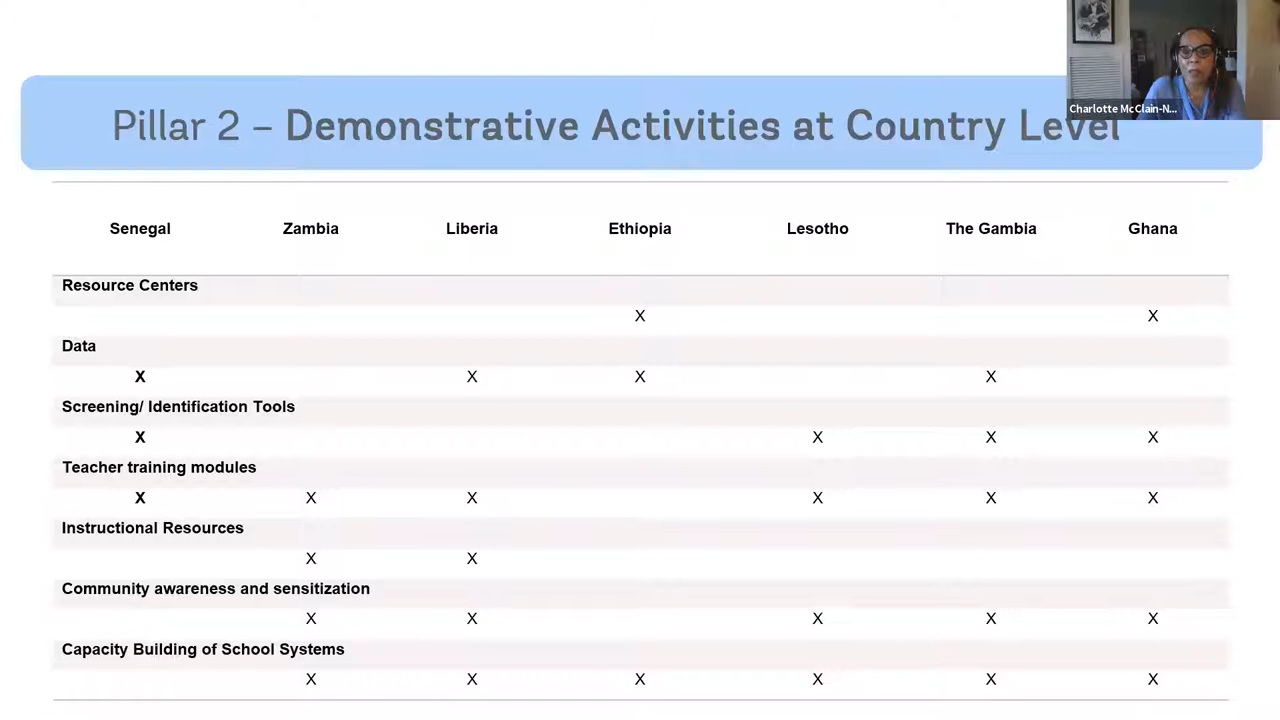 Charlotte McClain-N...
Pillar 2 – Demonstrative Activities at Country Level
Senegal Zambia Liberia Ethiopia Lesotho The Gambia Ghana
Resource Centers
X X
Data
X X X X
Screening/ Identification Tools
X X X X
Teacher training modules
X X X X X X
Instructional Resources
X X
Community awareness and sensitization
X X X X X
Capacity Building of School Systems
X X X X X X